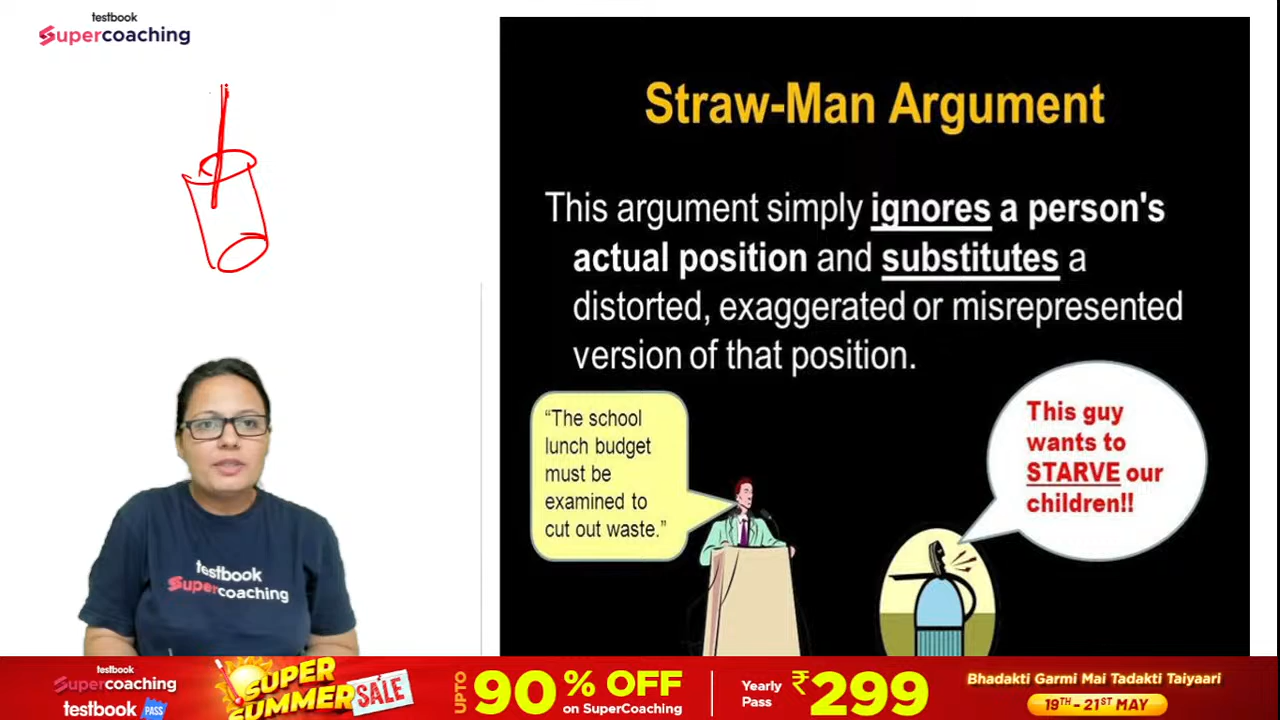 testbook
Supercoaching
Straw-Man Argument
This argument simply ignores a person's
actual position and substitutes a
distorted, exaggerated or misrepresented
version of that position.
“The school
lunch budget
must be
examined to
cut out waste.”
This guy
wants to
STARVE our
children!!
testbook
Supercoaching
testbook
Supercoaching
testbook PASS
SUPER
SUMMER SALE
UPTO 90% OFF
on SuperCoaching
Yearly
Pass
₹299
Bhadakti Garmi Mai Tadakti Taiyaari
19TH - 21ST MAY